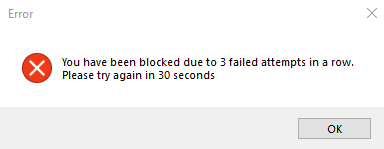 Error
You have been blocked due to 3 failed attempts in a row.
Please try again in 30 seconds
OK